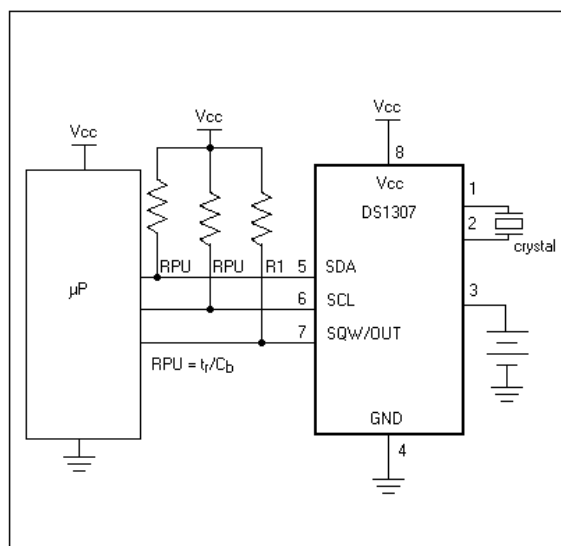 Vcc
Vcc
Vcc
8
Vcc
DS1307
1
2
crystal
RPU
RPU
R1
5
SDA
3
µP
6
SCL
7
SQW/OUT
RPU = tr/Cb
GND
4